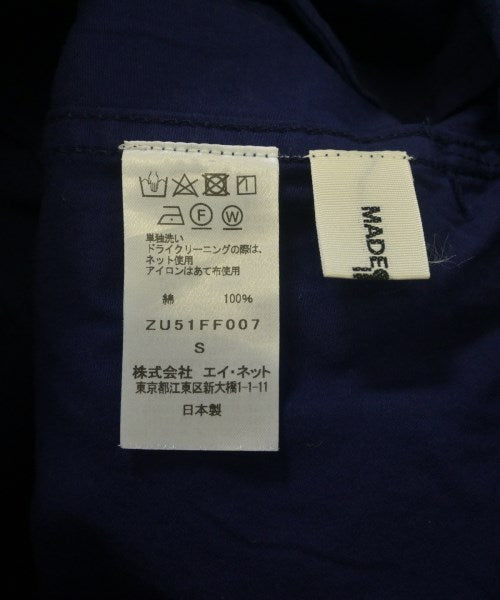 F
W
単独洗い
ドライクリーニングの際は、
ネット使用
アイロンはあて布使用
綿 100%
ZU51FF007
S
株式会社 エイ・ネット
東京都江東区新大橋1-1-11
日本製
MADE